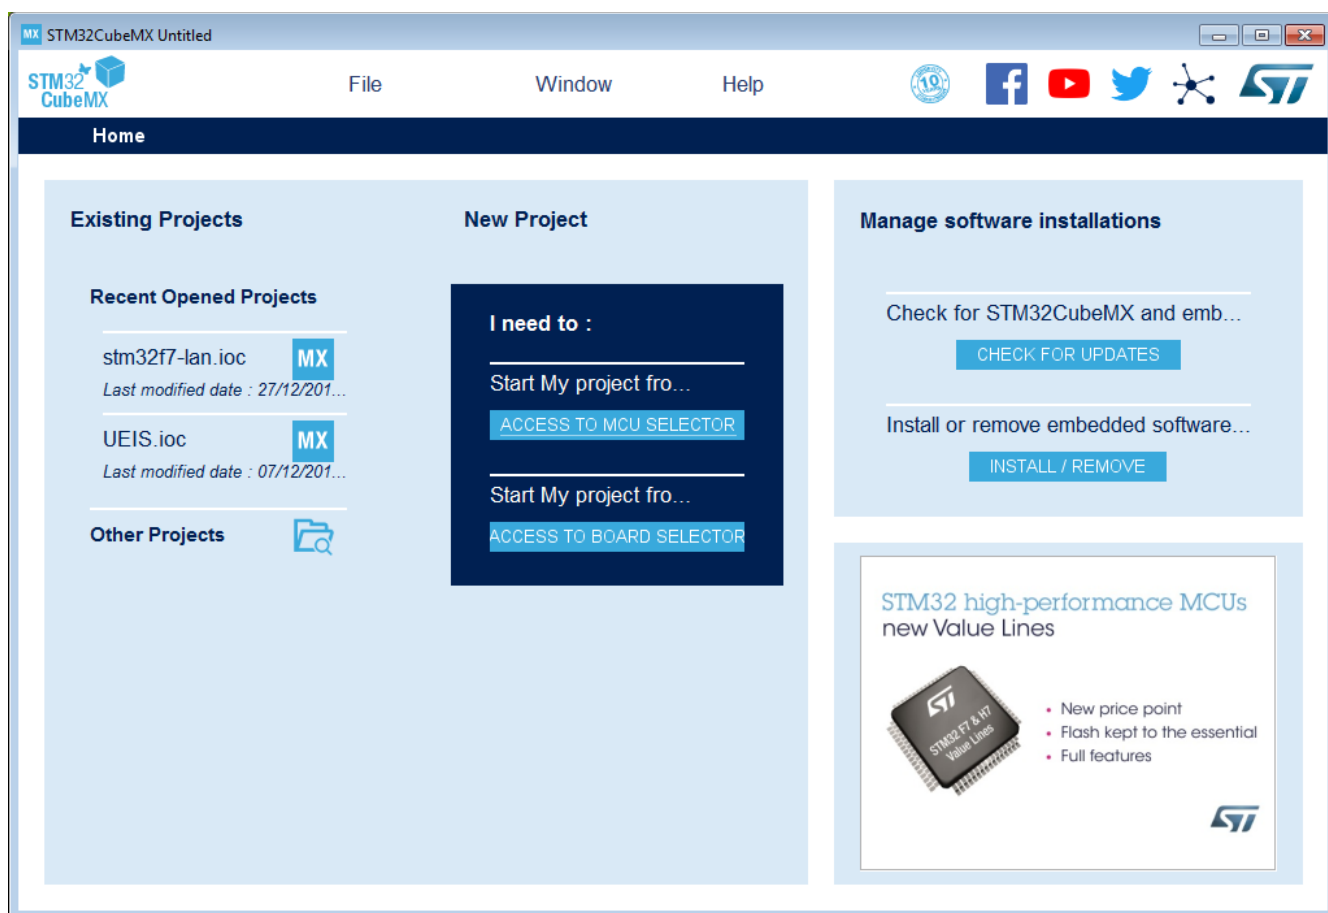 MX STM32CubeMX Untitled
STM32
CubeMX
File
Window
Help
10
Home
Existing Projects
New Project
Manage software installations
Recent Opened Projects
stm32f7-lan.ioc
MX
Last modified date : 27/12/201...
UEIS.ioc
MX
Last modified date : 07/12/201...
Other Projects
I need to :
Start My project fro...
ACCESS TO MCU SELECTOR
Start My project fro...
ACCESS TO BOARD SELECTOR
Check for STM32CubeMX and emb...
CHECK FOR UPDATES
Install or remove embedded software...
INSTALL / REMOVE
STM32 high-performance MCUs
new Value Lines
ST
STM32 F7 & H7
Value Lines
• New price point
• Flash kept to the essential
• Full features
ST